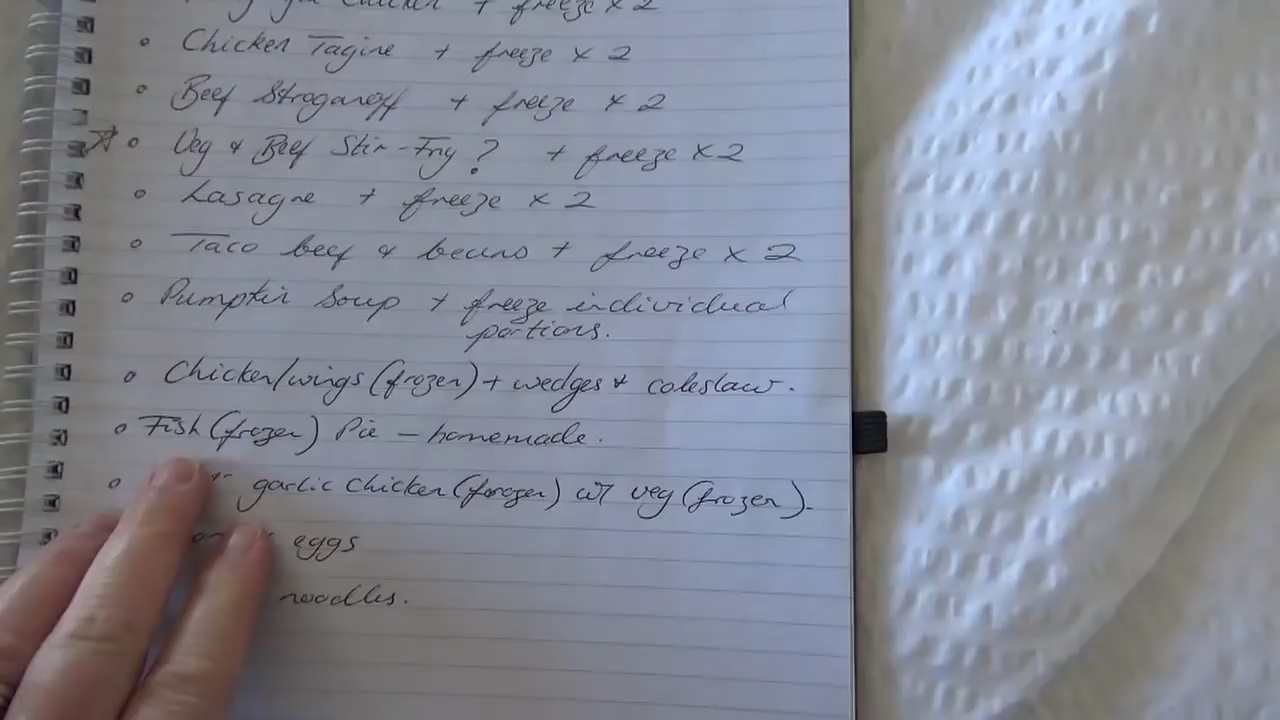 + freeze x 2
Chicken Tagine + freeze x 2
Beef Stroganoff + freeze x 2
Veg & Beef Stir-Fry? + freeze x 2
Lasagne + freeze x 2
Taco beef & beans + freeze x 2
Pumpkin Soup + freeze individual
portions.
Chicken/wings (frozen) + wedges & coleslaw.
Fish (frozen) Pie - homemade.
garlic chicken (frozen) w/ veg (frozen).
eggs
noodles.